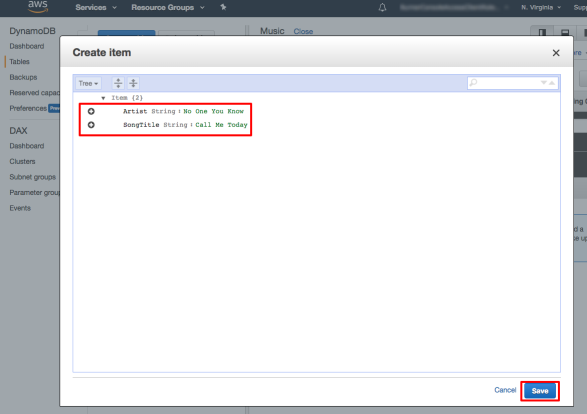 aws
Services
Resource Groups
N. Virginia
Supp
DynamoDB
Music Close
Dashboard
Tables
Backups
Reserved capac
Preferences
DAX
Dashboard
Clusters
Subnet groups
Parameter group
Events
Create item
Tree
Item {2}
Artist String : No One You Know
SongTitle String : Call Me Today
Cancel
Save